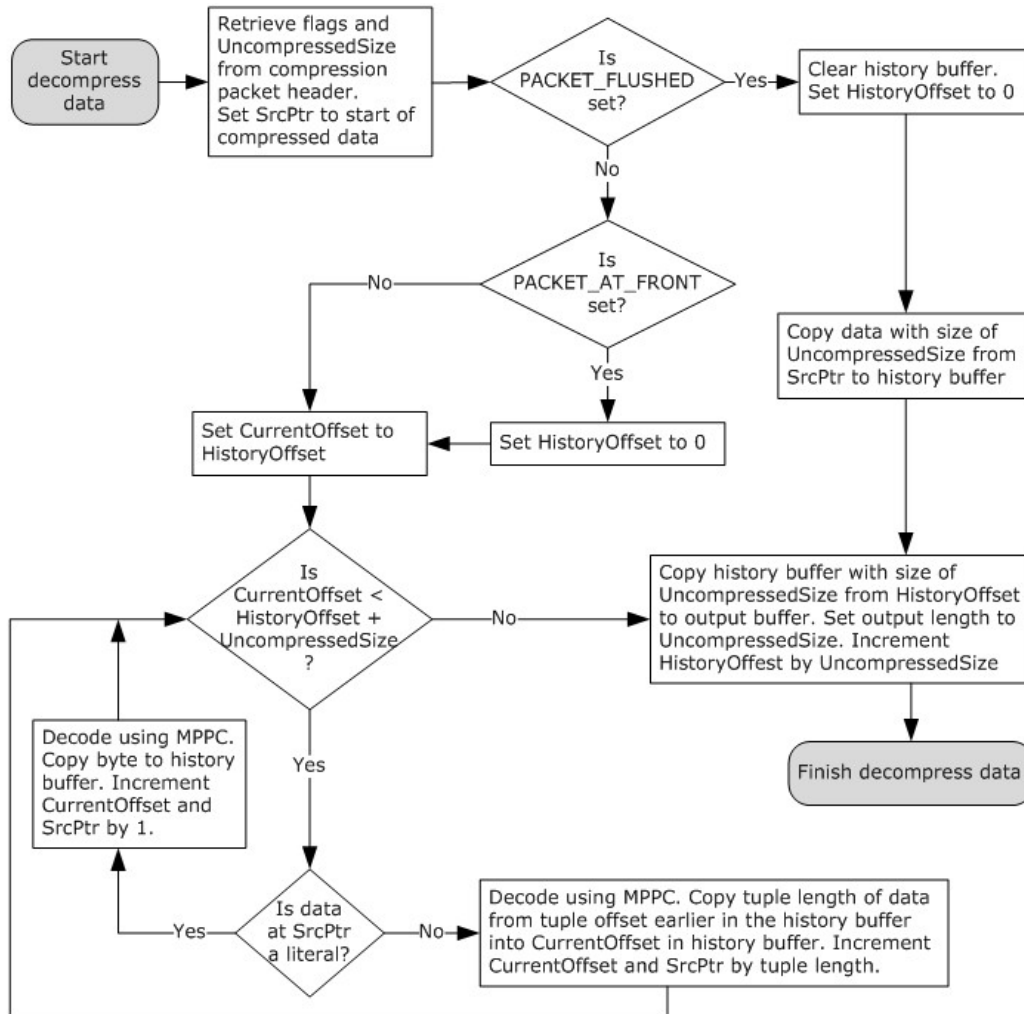 Start
decompress
data
Retrieve flags and
UncompressedSize
from compression
packet header.
Set SrcPtr to start of
compressed data
Is
PACKET_FLUSHED
set?
Yes
Clear history buffer.
Set HistoryOffset to 0
No
Is
PACKET_AT_FRONT
set?
No
Yes
Copy data with size of
UncompressedSize from
SrcPtr to history buffer
Set CurrentOffset to
HistoryOffset
Set HistoryOffset to 0
Is
CurrentOffset <
HistoryOffset +
UncompressedSize
?
No
Copy history buffer with size of
UncompressedSize from HistoryOffset
to output buffer. Set output length to
UncompressedSize. Increment
HistoryOffest by UncompressedSize
Yes
Decode using MPPC.
Copy byte to history
buffer. Increment
CurrentOffset and
SrcPtr by 1.
Finish decompress data
Is data
at SrcPtr
a literal?
Yes
No
Decode using MPPC. Copy tuple length of data
from tuple offset earlier in the history buffer
into CurrentOffset in history buffer. Increment
CurrentOffset and SrcPtr by tuple length.